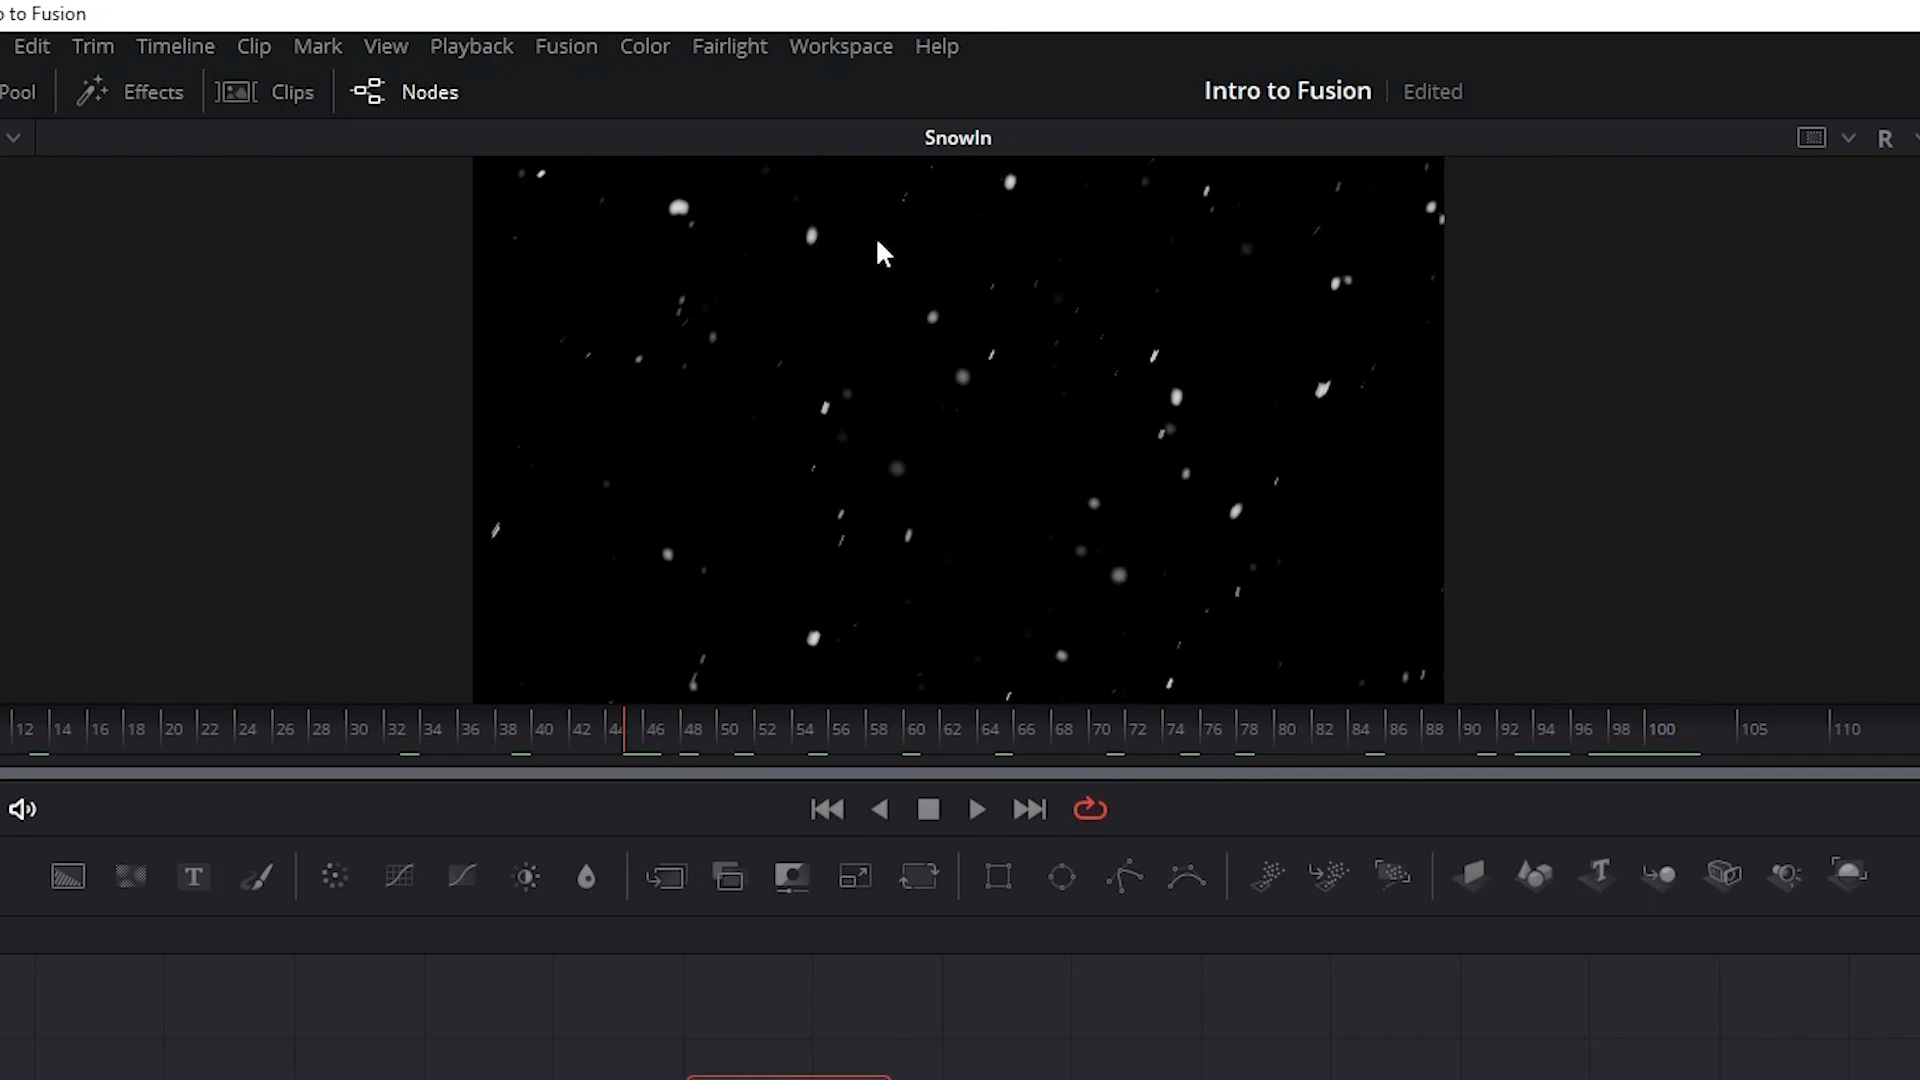 o to Fusion
Edit Trim Timeline Clip Mark View Playback Fusion Color Fairlight Workspace Help
Pool Effects Clips Nodes Intro to Fusion Edited
SnowIn R
12 14 16 18 20 22 24 26 28 30 32 34 36 38 40 42 44 46 48 50 52 54 56 58 60 62 64 66 68 70 72 74 76 78 80 82 84 86 88 90 92 94 96 98 100 105 110
T
T